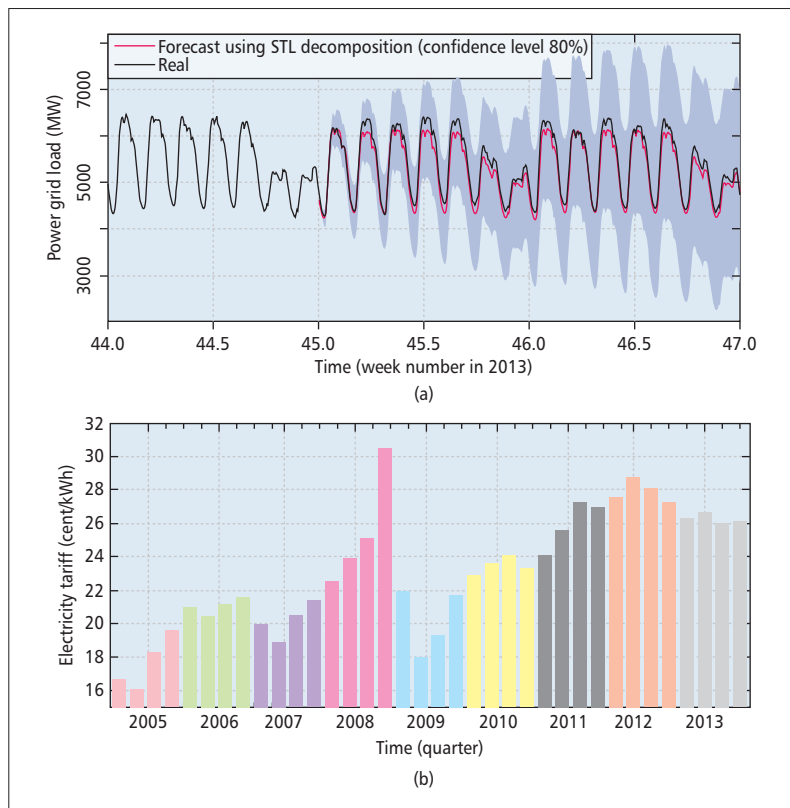 Forecast using STL decomposition (confidence level 80%)
Real
Power grid load (MW)
7000
5000
3000
44.0 44.5 45.0 45.5 46.0 46.5 47.0
Time (week number in 2013)
(a)
Electricity tariff (cent/kWh)
32
30
28
26
24
22
20
18
16
2005 2006 2007 2008 2009 2010 2011 2012 2013
Time (quarter)
(b)